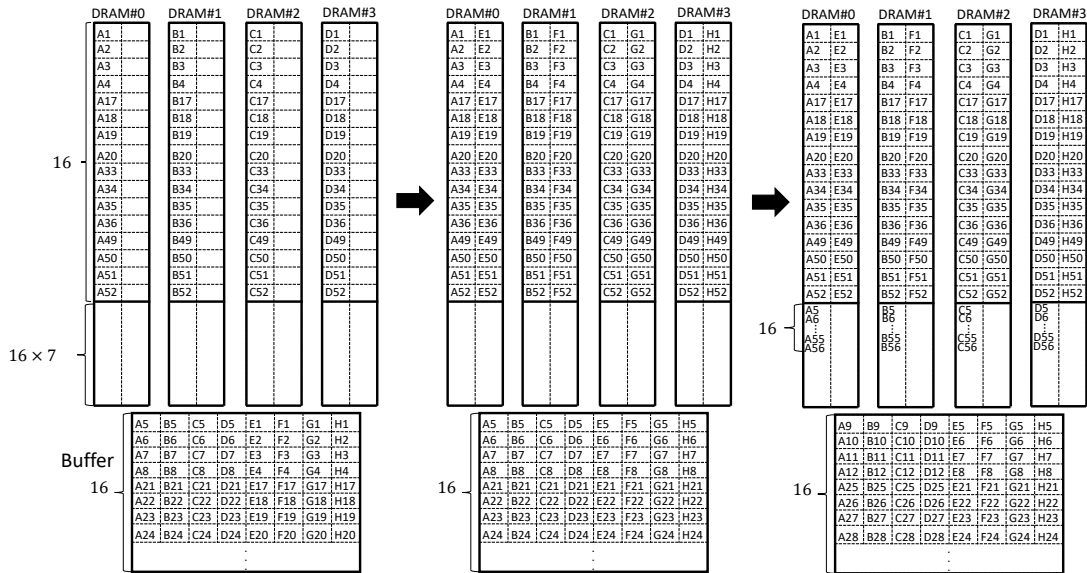 DRAM#0 DRAM#1 DRAM#2 DRAM#3 DRAM#0 DRAM#1 DRAM#2 DRAM#3 DRAM#0 DRAM#1 DRAM#2 DRAM#3
A1 B1 C1 D1 A1 E1 B1 F1 C1 G1 D1 H1 A1 E1 B1 F1 C1 G1 D1 H1
A2 B2 C2 D2 A2 E2 B2 F2 C2 G2 D2 H2 A2 E2 B2 F2 C2 G2 D2 H2
A3 B3 C3 D3 A3 E3 B3 F3 C3 G3 D3 H3 A3 E3 B3 F3 C3 G3 D3 H3
A4 B4 C4 D4 A4 E4 B4 F4 C4 G4 D4 H4 A4 E4 B4 F4 C4 G4 D4 H4
A17 B17 C17 D17 A17 E17 B17 F17 C17 G17 D17 H17 A17 E17 B17 F17 C17 G17 D17 H17
A18 B18 C18 D18 A18 E18 B18 F18 C18 G18 D18 H18 A18 E18 B18 F18 C18 G18 D18 H18
A19 B19 C19 D19 A19 E19 B19 F19 C19 G19 D19 H19 A19 E19 B19 F19 C19 G19 D19 H19
16 A20 B20 C20 D20 A20 E20 B20 F20 C20 G20 D20 H20 A20 E20 B20 F20 C20 G20 D20 H20
A33 B33 C33 D33 A33 E33 B33 F33 C33 G33 D33 H33 A33 E33 B33 F33 C33 G33 D33 H33
A34 B34 C34 D34 A34 E34 B34 F34 C34 G34 D34 H34 A34 E34 B34 F34 C34 G34 D34 H34
A35 B35 C35 D35 A35 E35 B35 F35 C35 G35 D35 H35 A35 E35 B35 F35 C35 G35 D35 H35
A36 B36 C36 D36 A36 E36 B36 F36 C36 G36 D36 H36 A36 E36 B36 F36 C36 G36 D36 H36
A49 B49 C49 D49 A49 E49 B49 F49 C49 G49 D49 H49 A49 E49 B49 F49 C49 G49 D49 H49
A50 B50 C50 D50 A50 E50 B50 F50 C50 G50 D50 H50 A50 E50 B50 F50 C50 G50 D50 H50
A51 B51 C51 D51 A51 E51 B51 F51 C51 G51 D51 H51 A51 E51 B51 F51 C51 G51 D51 H51
A52 B52 C52 D52 A52 E52 B52 F52 C52 G52 D52 H52 A52 E52 B52 F52 C52 G52 D52 H52
A5 B5 C5 D5
A6 B6 C6 D6
16 ⋮ ⋮ ⋮ ⋮
A55 B55 C55 D55
A56 B56 C56 D56
16 × 7
A5 B5 C5 D5 E1 F1 G1 H1 A5 B5 C5 D5 E5 F5 G5 H5 A9 B9 C9 D9 E5 F5 G5 H5
A6 B6 C6 D6 E2 F2 G2 H2 A6 B6 C6 D6 E6 F6 G6 H6 A10 B10 C10 D10 E6 F6 G6 H6
Buffer A7 B7 C7 D7 E3 F3 G3 H3 A7 B7 C7 D7 E7 F7 G7 H7 A11 B11 C11 D11 E7 F7 G7 H7
A8 B8 C8 D8 E4 F4 G4 H4 A8 B8 C8 D8 E8 F8 G8 H8 A12 B12 C12 D12 E8 F8 G8 H8
16 A21 B21 C21 D21 E17 F17 G17 H17 16 A21 B21 C21 D21 E21 F21 G21 H21 16 A25 B25 C25 D25 E21 F21 G21 H21
A22 B22 C22 D22 E18 F18 G18 H18 A22 B22 C22 D22 E22 F22 G22 H22 A26 B26 C26 D26 E22 F22 G22 H22
A23 B23 C23 D23 E19 F19 G19 H19 A23 B23 C23 D23 E23 F23 G23 H23 A27 B27 C27 D27 E23 F23 G23 H23
A24 B24 C24 D24 E20 F20 G20 H20 A24 B24 C24 D24 E24 F24 G24 H24 A28 B28 C28 D28 E24 F24 G24 H24
⋮ ⋮ ⋮